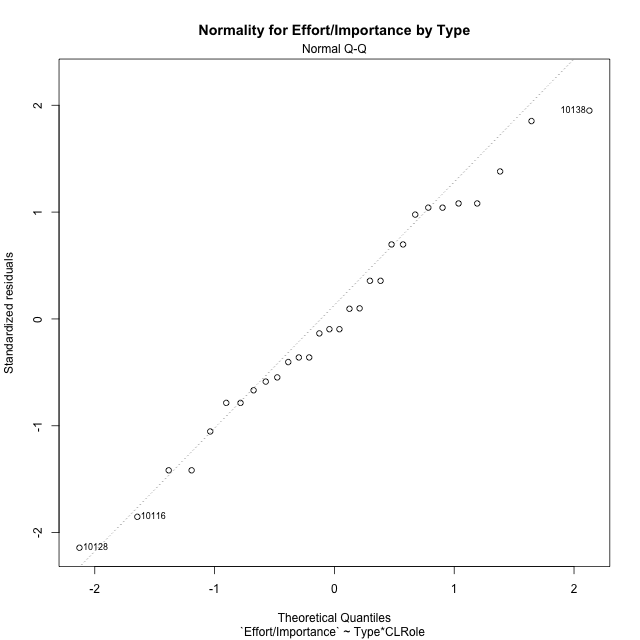 Normality for Effort/Importance by Type
Normal Q-Q
2
1
0
-1
-2
Standardized residuals
10138
10116
10128
-2
-1
0
1
2
Theoretical Quantiles
`Effort/Importance` ~ Type*CLRole